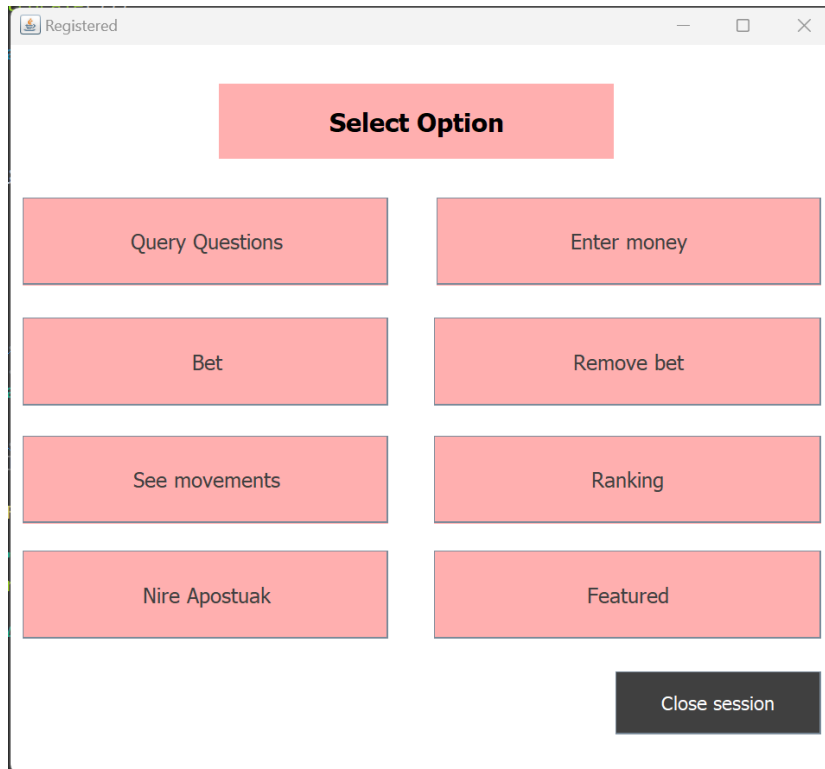 Registered
Select Option
Query Questions
Enter money
Bet
Remove bet
See movements
Ranking
Nire Apostuak
Featured
Close session